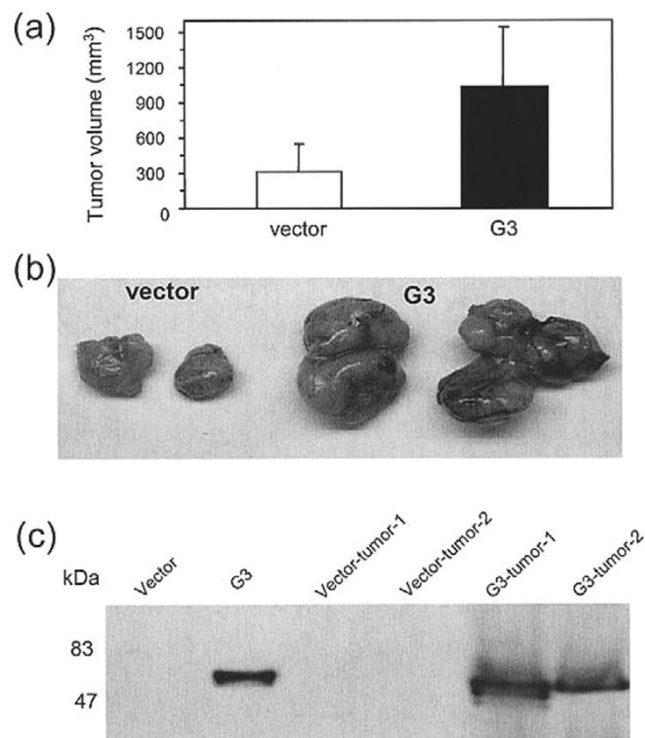 (a)
Tumor volume (mm³)
1500
1200
900
600
300
0
vector
G3
(b)
vector
G3
(c)
kDa
Vector
G3
Vector-tumor-1
Vector-tumor-2
G3-tumor-1
G3-tumor-2
83
47